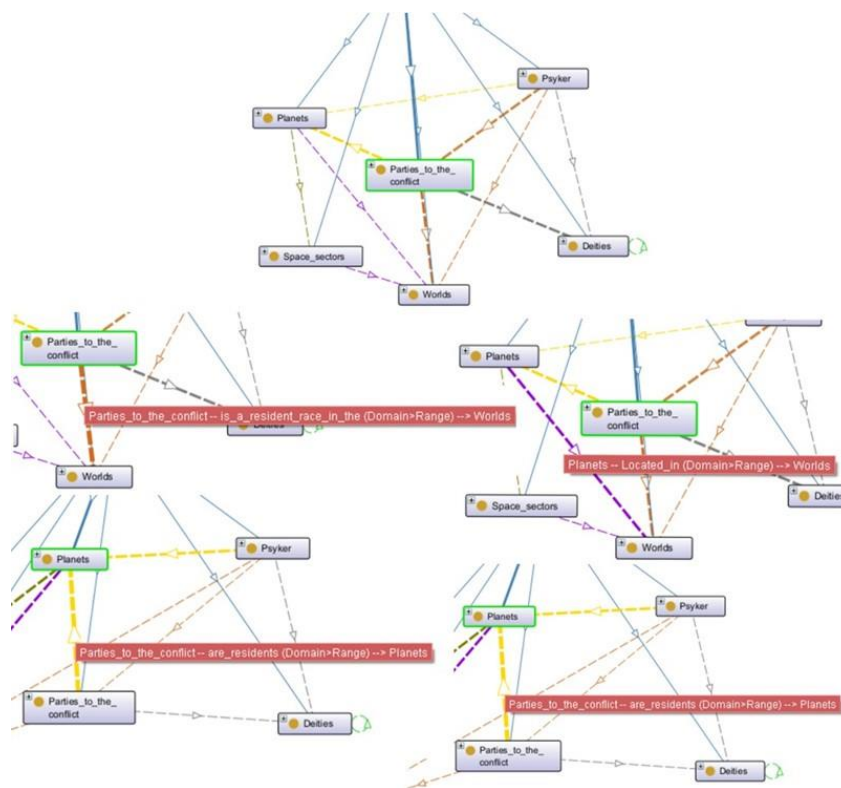 Psyker
Planets
Parties_to_the_
conflict
Deities
Space_sectors
Worlds
Parties_to_the_
conflict
Parties_to_the_conflict -- is_a_resident_race_in_the (Domain>Range) --> Worlds
Deities
Worlds
Planets
Parties_to_the_
conflict
Planets -- Located_in (Domain>Range) --> Worlds
Deities
Space_sectors
Worlds
Psyker
Planets
Parties_to_the_conflict -- are_residents (Domain>Range) --> Planets
Parties_to_the_
conflict
Deities
Psyker
Planets
Parties_to_the_conflict -- are_residents (Domain>Range) --> Planets
Parties_to_the_
conflict
Deities